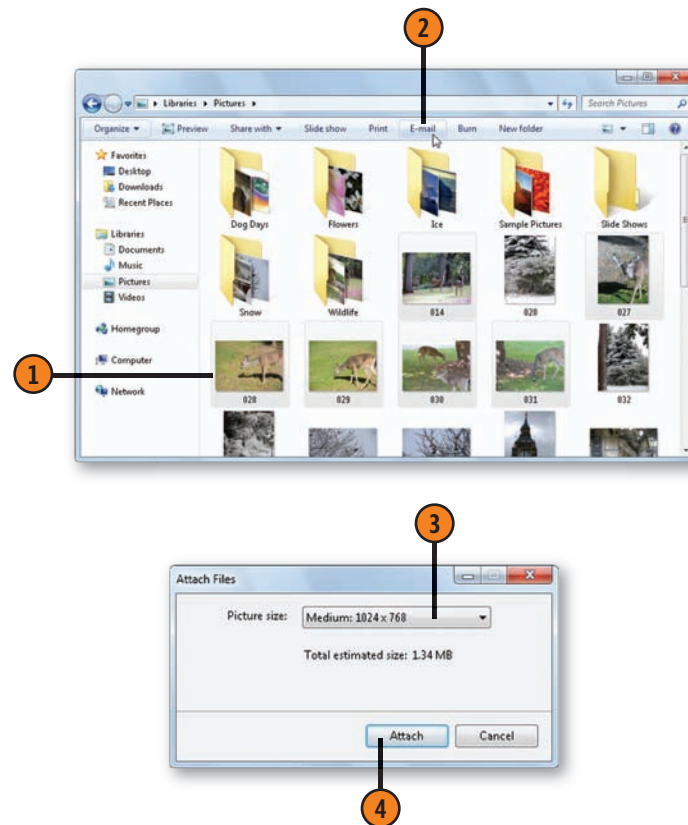 2
Libraries Pictures Search Pictures
Organize Preview Share with Slide show Print E-mail Burn New folder
Favorites
Desktop
Downloads
Recent Places
Libraries
Documents
Music
Pictures
Videos
Homegroup
Computer
Network
Dog Days Flowers Ice Sample Pictures Slide Shows
Snow Wildlife 014 020 027
1
028 029 030 031 032
3
Attach Files
Picture size: Medium: 1024 x 768
Total estimated size: 1.34 MB
Attach Cancel
4